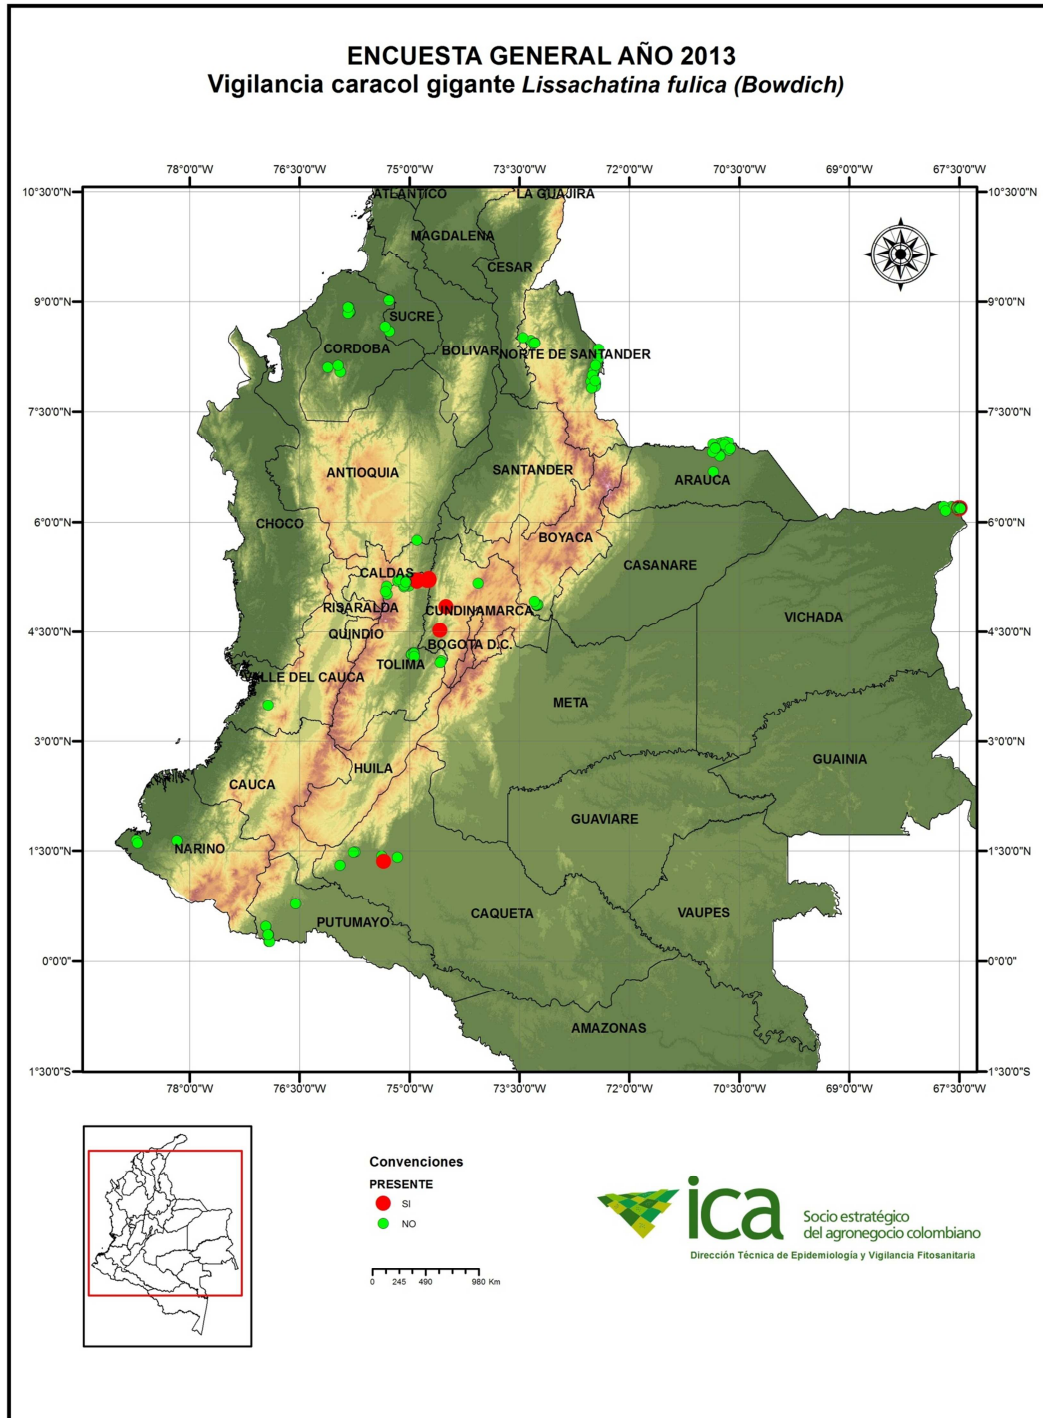 ENCUESTA GENERAL AÑO 2013
Vigilancia caracol gigante Lissachatina fulica (Bowdich)
78°0'0"W 76°30'0"W 75°0'0"W 73°30'0"W 72°0'0"W 70°30'0"W 69°0'0"W 67°30'0"W
10°30'0"N 10°30'0"N
ATLANTICO LA GUAJIRA
MAGDALENA
CESAR
9°0'0"N 9°0'0"N
SUCRE
CORDOBA BOLIVAR NORTE DE SANTANDER
7°30'0"N 7°30'0"N
ANTIOQUIA SANTANDER ARAUCA
6°0'0"N CHOCO BOYACA 6°0'0"N
CALDAS CASANARE
RISARALDA CUNDINAMARCA VICHADA
4°30'0"N QUINDIO 4°30'0"N
BOGOTA D.C.
TOLIMA
VALLE DEL CAUCA
META
3°0'0"N 3°0'0"N
HUILA GUAINIA
CAUCA
GUAVIARE
1°30'0"N NARINO 1°30'0"N
PUTUMAYO CAQUETA VAUPES
0°0'0" 0°0'0"
AMAZONAS
1°30'0"S 1°30'0"S
78°0'0"W 76°30'0"W 75°0'0"W 73°30'0"W 72°0'0"W 70°30'0"W 69°0'0"W 67°30'0"W
Convenciones
PRESENTE
SI
NO
0 245 490 980 Km
ica
Socio estratégico
del agronegocio colombiano
Dirección Técnica de Epidemiología y Vigilancia Fitosanitaria